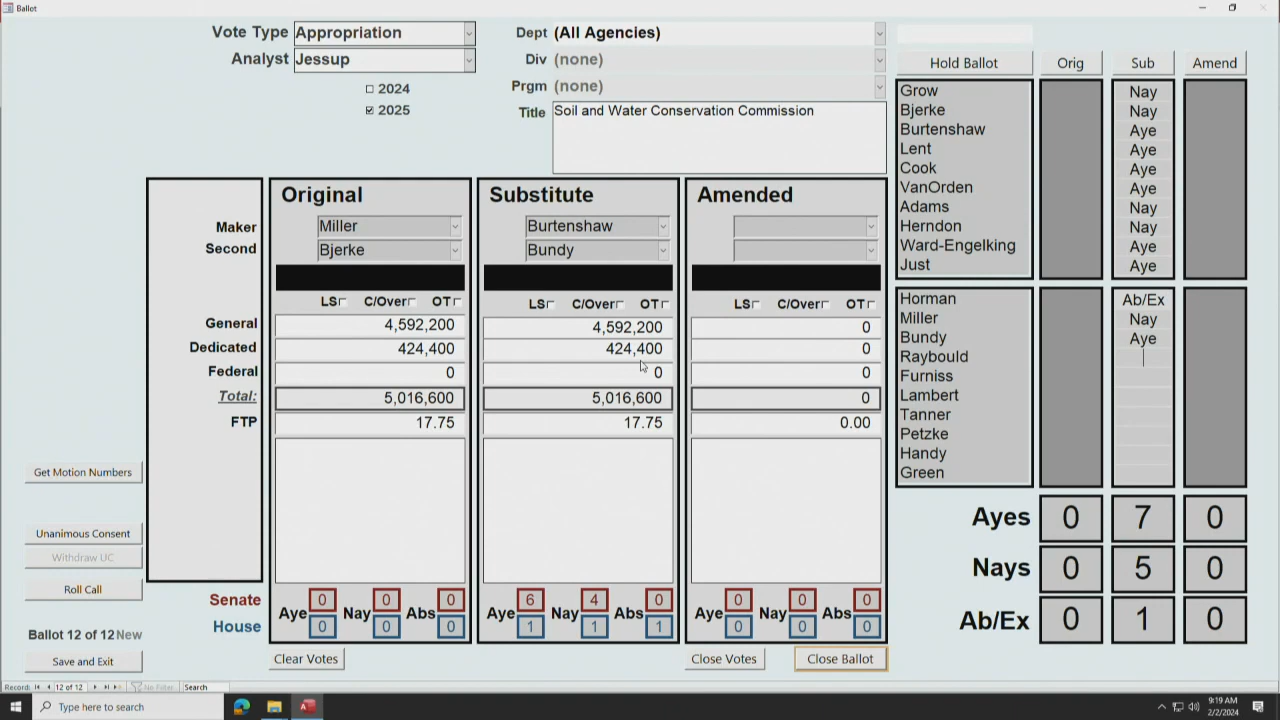 Ballot
Vote Type Appropriation
Analyst Jessup
2024
2025
Dept (All Agencies)
Div (none)
Prgm (none)
Title Soil and Water Conservation Commission
Hold Ballot Orig Sub Amend
Grow Nay
Bjerke Nay
Burtenshaw Aye
Lent Aye
Cook Aye
VanOrden Aye
Adams Nay
Herndon Nay
Ward-Engelking Aye
Just Aye
Horman Ab/Ex
Miller Nay
Bundy Aye
Raybould
Furniss
Lambert
Tanner
Petzke
Handy
Green
Ayes 0 7 0
Nays 0 5 0
Ab/Ex 0 1 0
Original Substitute Amended
Maker Miller Burtenshaw
Second Bjerke Bundy
LS C/Over OT LS C/Over OT LS C/Over OT
General 4,592,200 4,592,200 0
Dedicated 424,400 424,400 0
Federal 0 0 0
Total: 5,016,600 5,016,600 0
FTP 17.75 17.75 0.00
Get Motion Numbers
Unanimous Consent
Withdraw UC
Roll Call
Senate Aye 0 Nay 0 Abs 0 Aye 6 Nay 4 Abs 0 Aye 0 Nay 0 Abs 0
House 0 0 0 1 1 1 0 0 0
Ballot 12 of 12 New
Save and Exit
Clear Votes Close Votes Close Ballot
Record: 12 of 12 No Filter Search
Type here to search
9:19 AM
2/2/2024